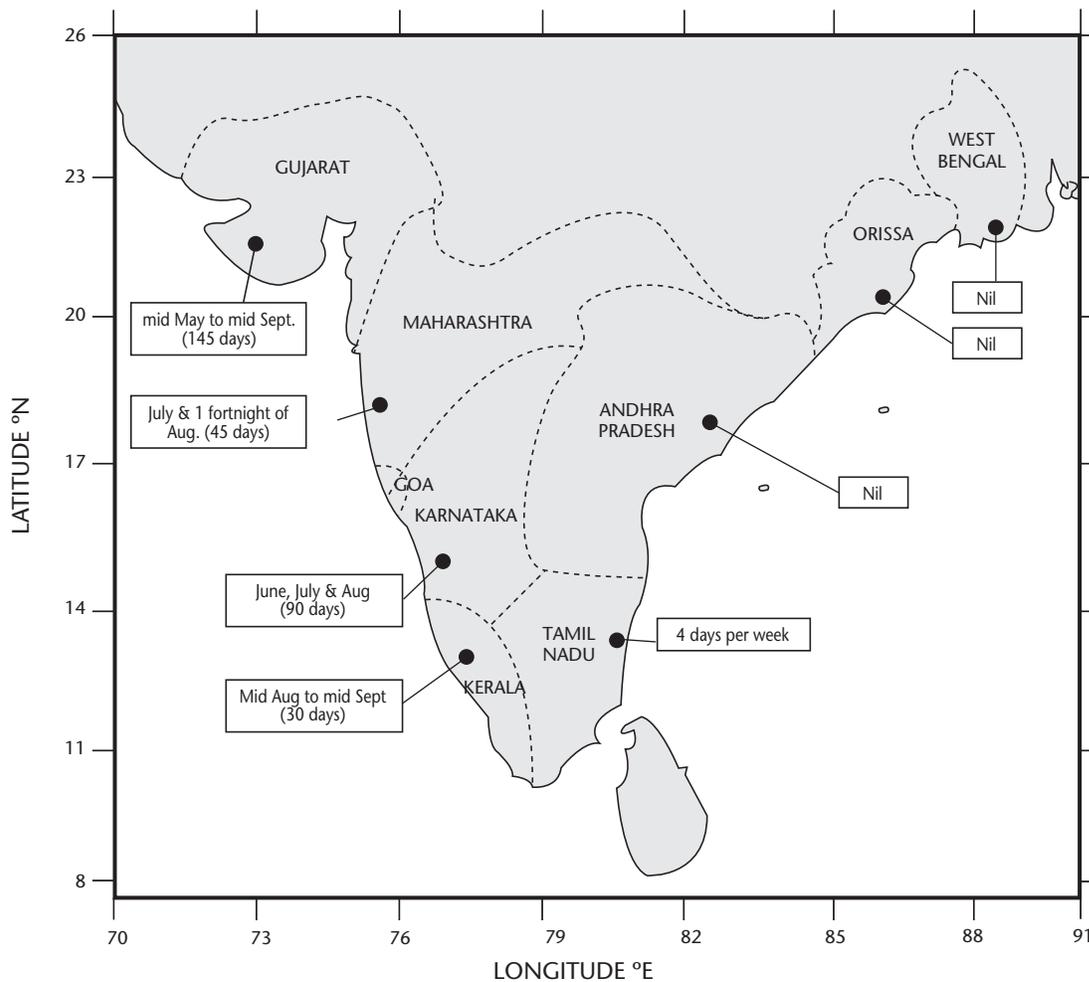 26
23
20
17
14
11
8
LATITUDE ºN
GUJARAT
WEST
BENGAL
ORISSA
Nil
Nil
mid May to mid Sept.
(145 days)
MAHARASHTRA
July & 1 fortnight of
Aug. (45 days)
ANDHRA
PRADESH
Nil
GOA
KARNATAKA
June, July & Aug
(90 days)
TAMIL
NADU
4 days per week
KERALA
Mid Aug to mid Sept
(30 days)
70 73 76 79 82 85 88 91
LONGITUDE ºE